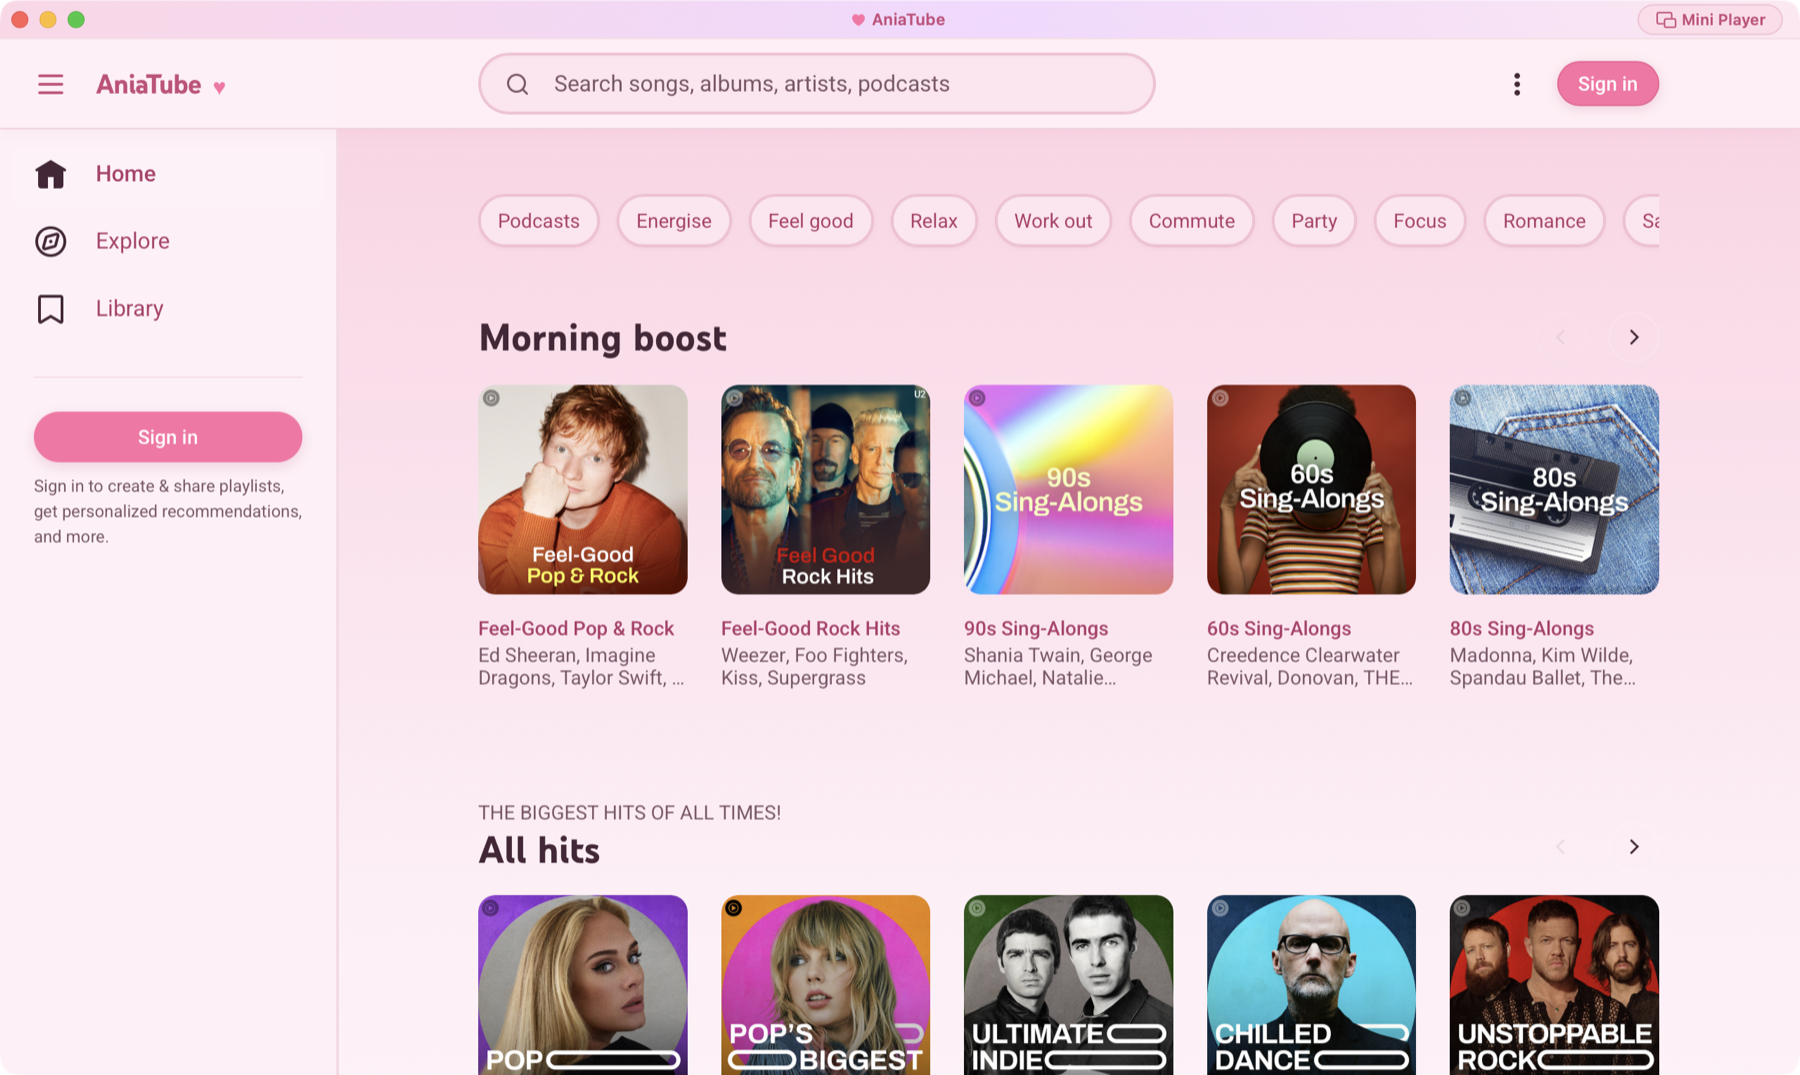 AniaTube
Mini Player
AniaTube
Search songs, albums, artists, podcasts
Sign in
Home
Explore
Library
Sign in
Sign in to create & share playlists,
get personalized recommendations,
and more.
Podcasts
Energise
Feel good
Relax
Work out
Commute
Party
Focus
Romance
Sa
Morning boost
Feel-Good
Pop & Rock
U2
Feel Good
Rock Hits
90s
Sing-Alongs
60s
Sing-Alongs
80s
Sing-Alongs
Feel-Good Pop & Rock
Ed Sheeran, Imagine
Dragons, Taylor Swift, ...
Feel-Good Rock Hits
Weezer, Foo Fighters,
Kiss, Supergrass
90s Sing-Alongs
Shania Twain, George
Michael, Natalie...
60s Sing-Alongs
Creedence Clearwater
Revival, Donovan, THE...
80s Sing-Alongs
Madonna, Kim Wilde,
Spandau Ballet, The...
THE BIGGEST HITS OF ALL TIMES!
All hits
POP
POP'S
BIGGEST
ULTIMATE
INDIE
CHILLED
DANCE
UNSTOPPABLE
ROCK